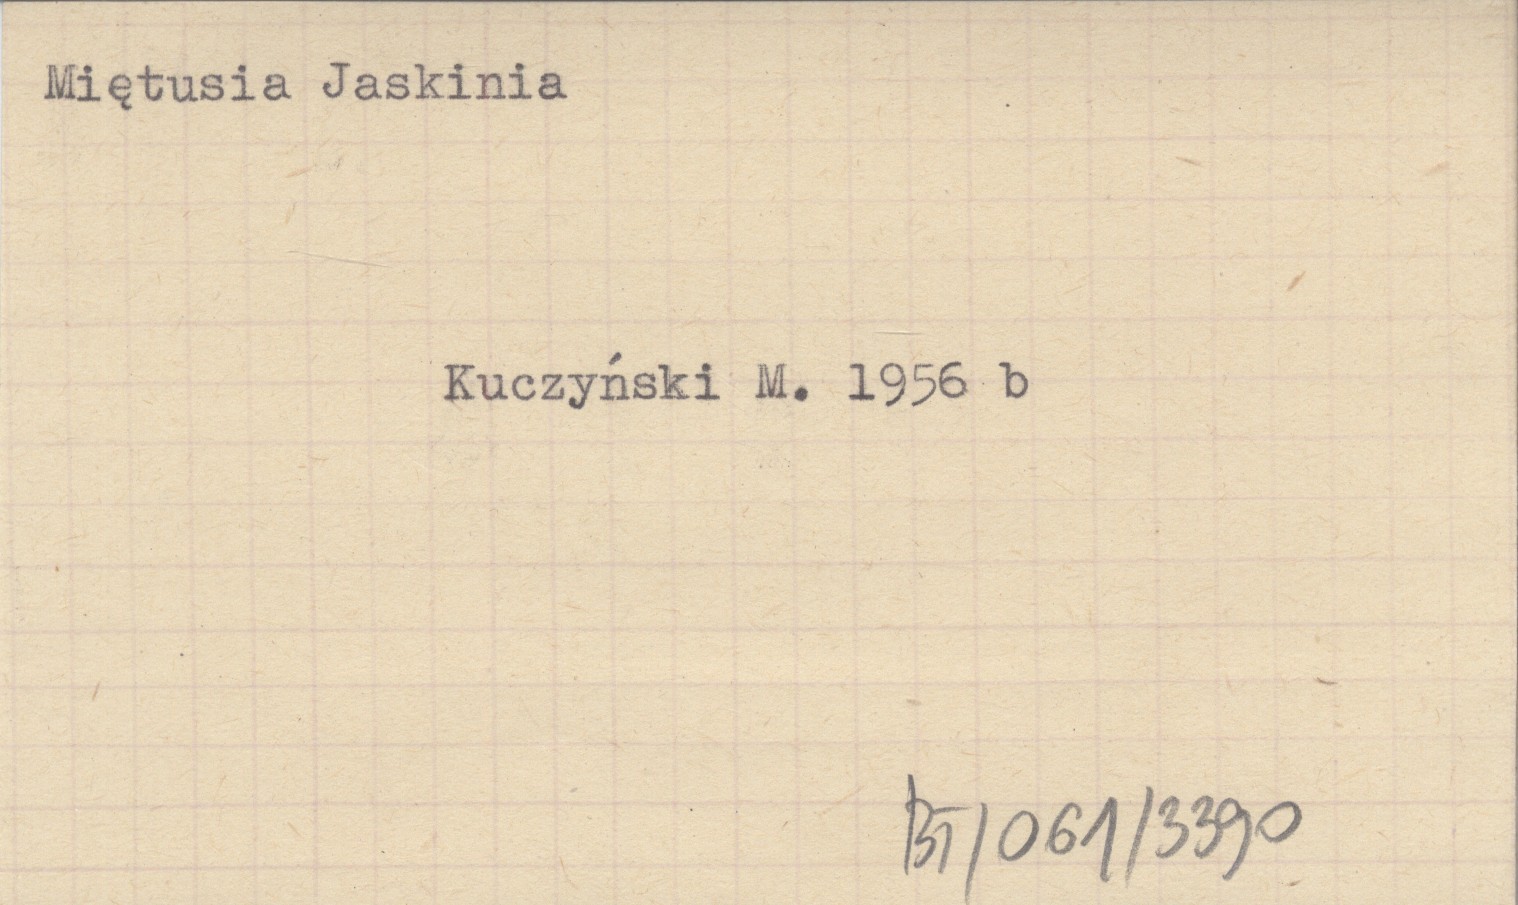 Miętusia Jaskinia
Kuczyński M. 1956 b
BT/061/3390